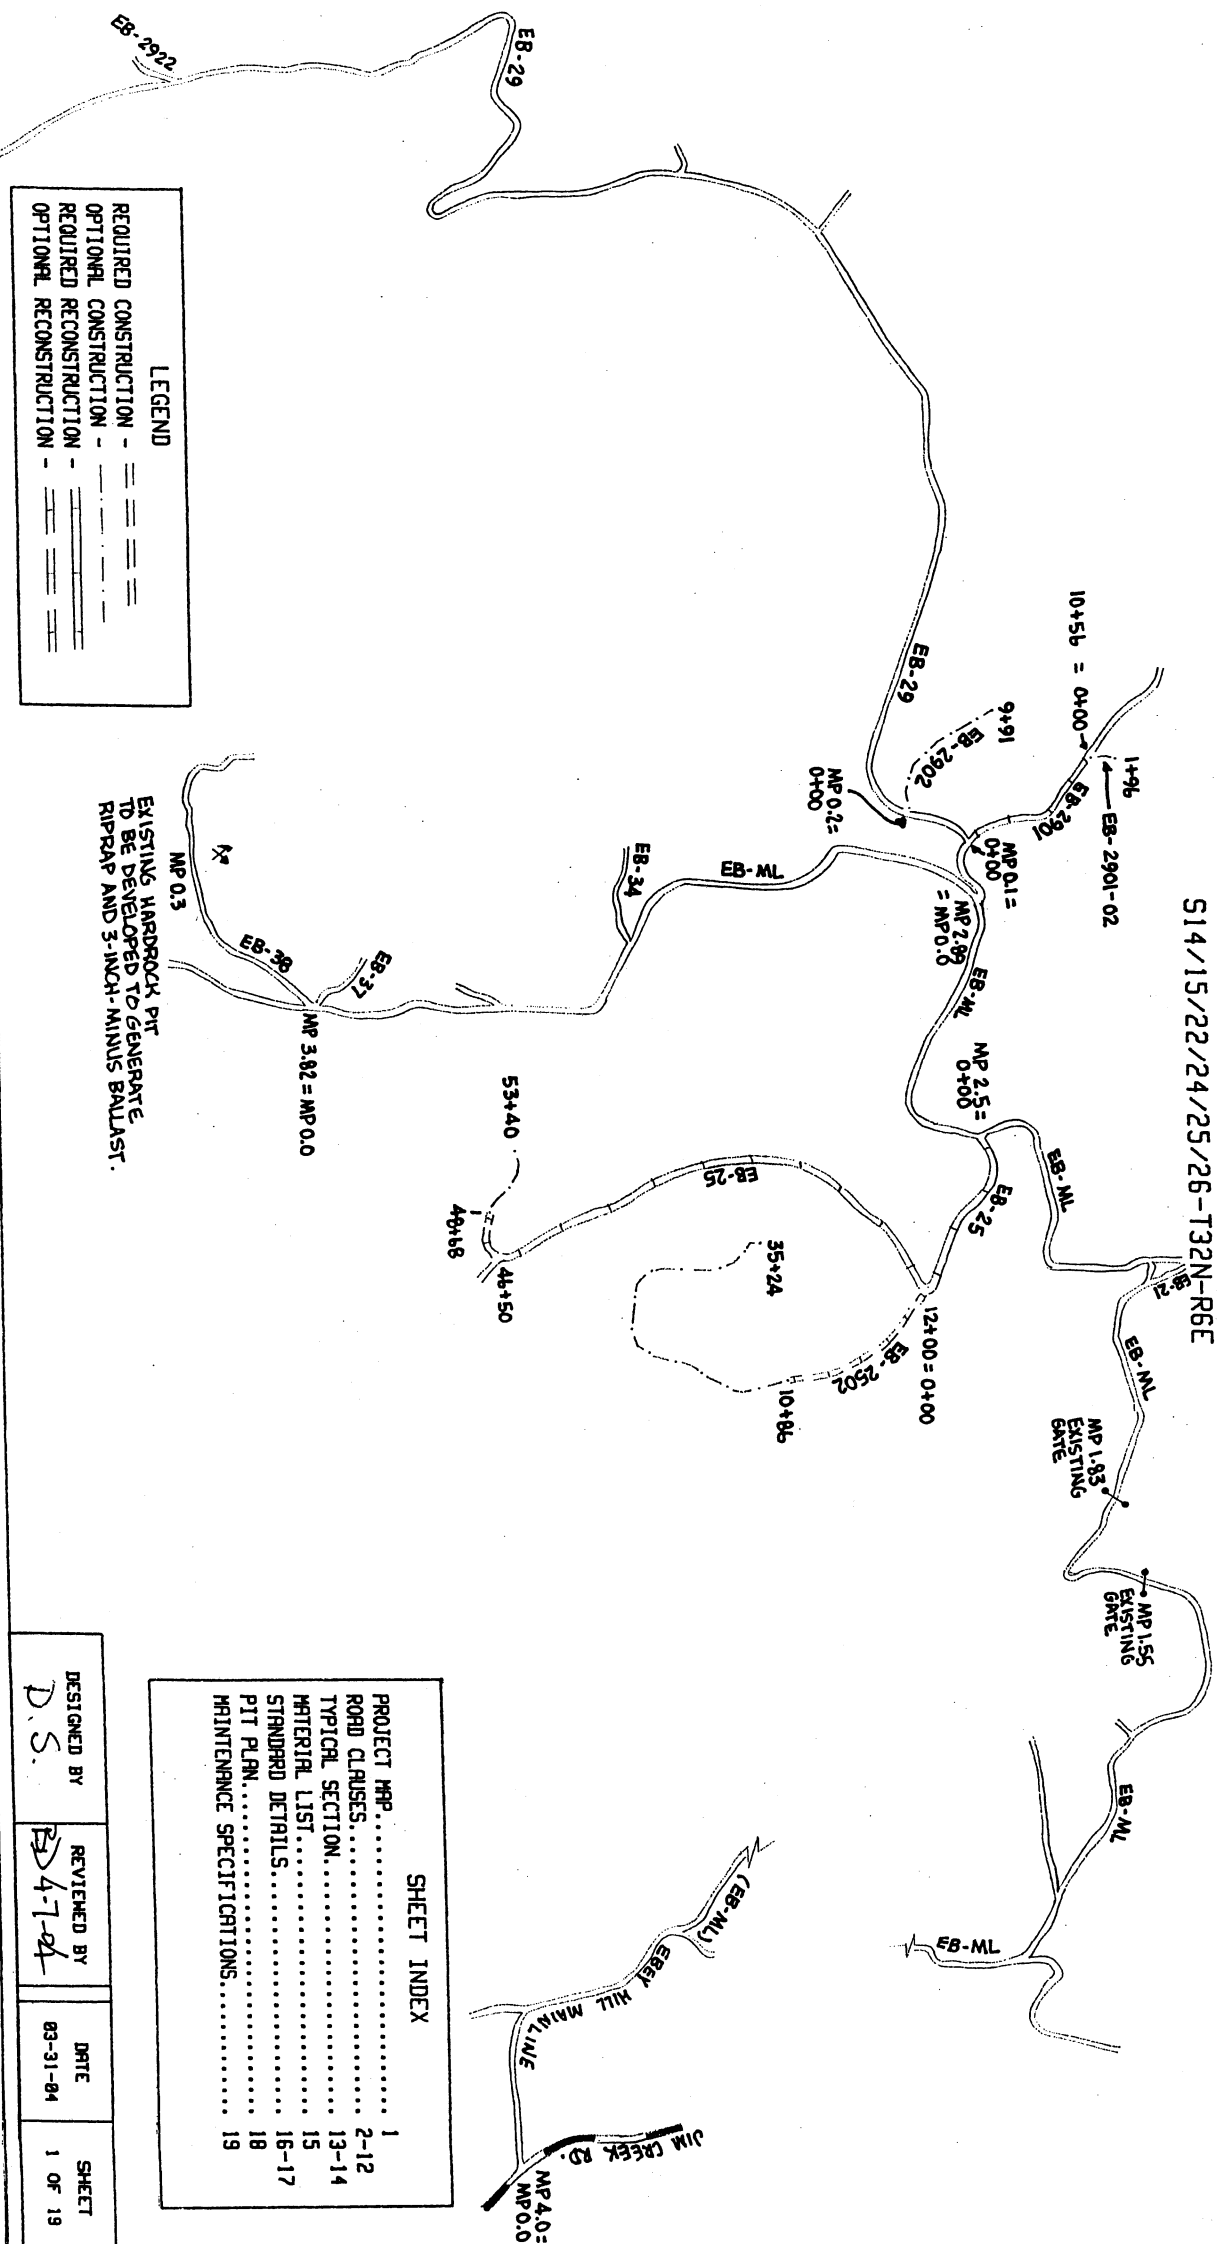 S14/15/22/24/25/26-T32N-R6E
EB-2922
EB-29
EB-29
10+56 = 0+00
1+96
EB-2901-02
EB-2901
9+91
EB-2902
MP 0.2=
0+00
MP 0.1=
0+00
MP 2.89
= MP 0.0
EB-ML
EB-ML
EB-34
EB-37
EB-38
MP 0.3
MP 3.82 = MP 0.0
EXISTING HARDROCK PIT
TO BE DEVELOPED TO GENERATE
RIPRAP AND 3-INCH-MINUS BALLAST.
MP 2.5=
0+00
EB-ML
EB-21
EB-25
EB-25
53+40
48+68
46+50
35+24
12+00 = 0+00
EB-2502
10+86
EB-ML
MP 1.83
EXISTING
GATE
MP 1.55
EXISTING
GATE
EB-ML
EB-ML
(EB-ML)
EBEY HILL MAINLINE
JIM CREEK RD.
MP 4.0=
MP 0.0
LEGEND
REQUIRED CONSTRUCTION -
OPTIONAL CONSTRUCTION -
REQUIRED RECONSTRUCTION -
OPTIONAL RECONSTRUCTION -
SHEET INDEX
PROJECT MAP.............................. 1
ROAD CLAUSES............................. 2-12
TYPICAL SECTION.......................... 13-14
MATERIAL LIST............................ 15
STANDARD DETAILS......................... 16-17
PIT PLAN................................. 18
MAINTENANCE SPECIFICATIONS............... 19
DESIGNED BY
D.S.
REVIEWED BY
4-7-04
DATE
03-31-04
SHEET
1 OF 19